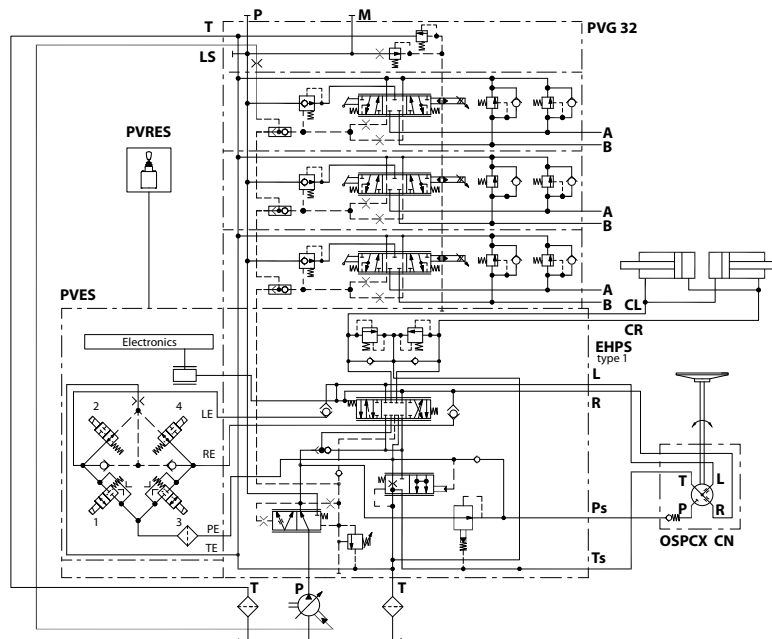 T P M PVG 32
LS
PVRES
A
B
A
B
A
B CL
CR
PVES
Electronics
EHPS
type 1
L
R
2 4
LE
RE
1 3
PE
TE
T L
P R
Ps
OSPCX CN
Ts
T P T